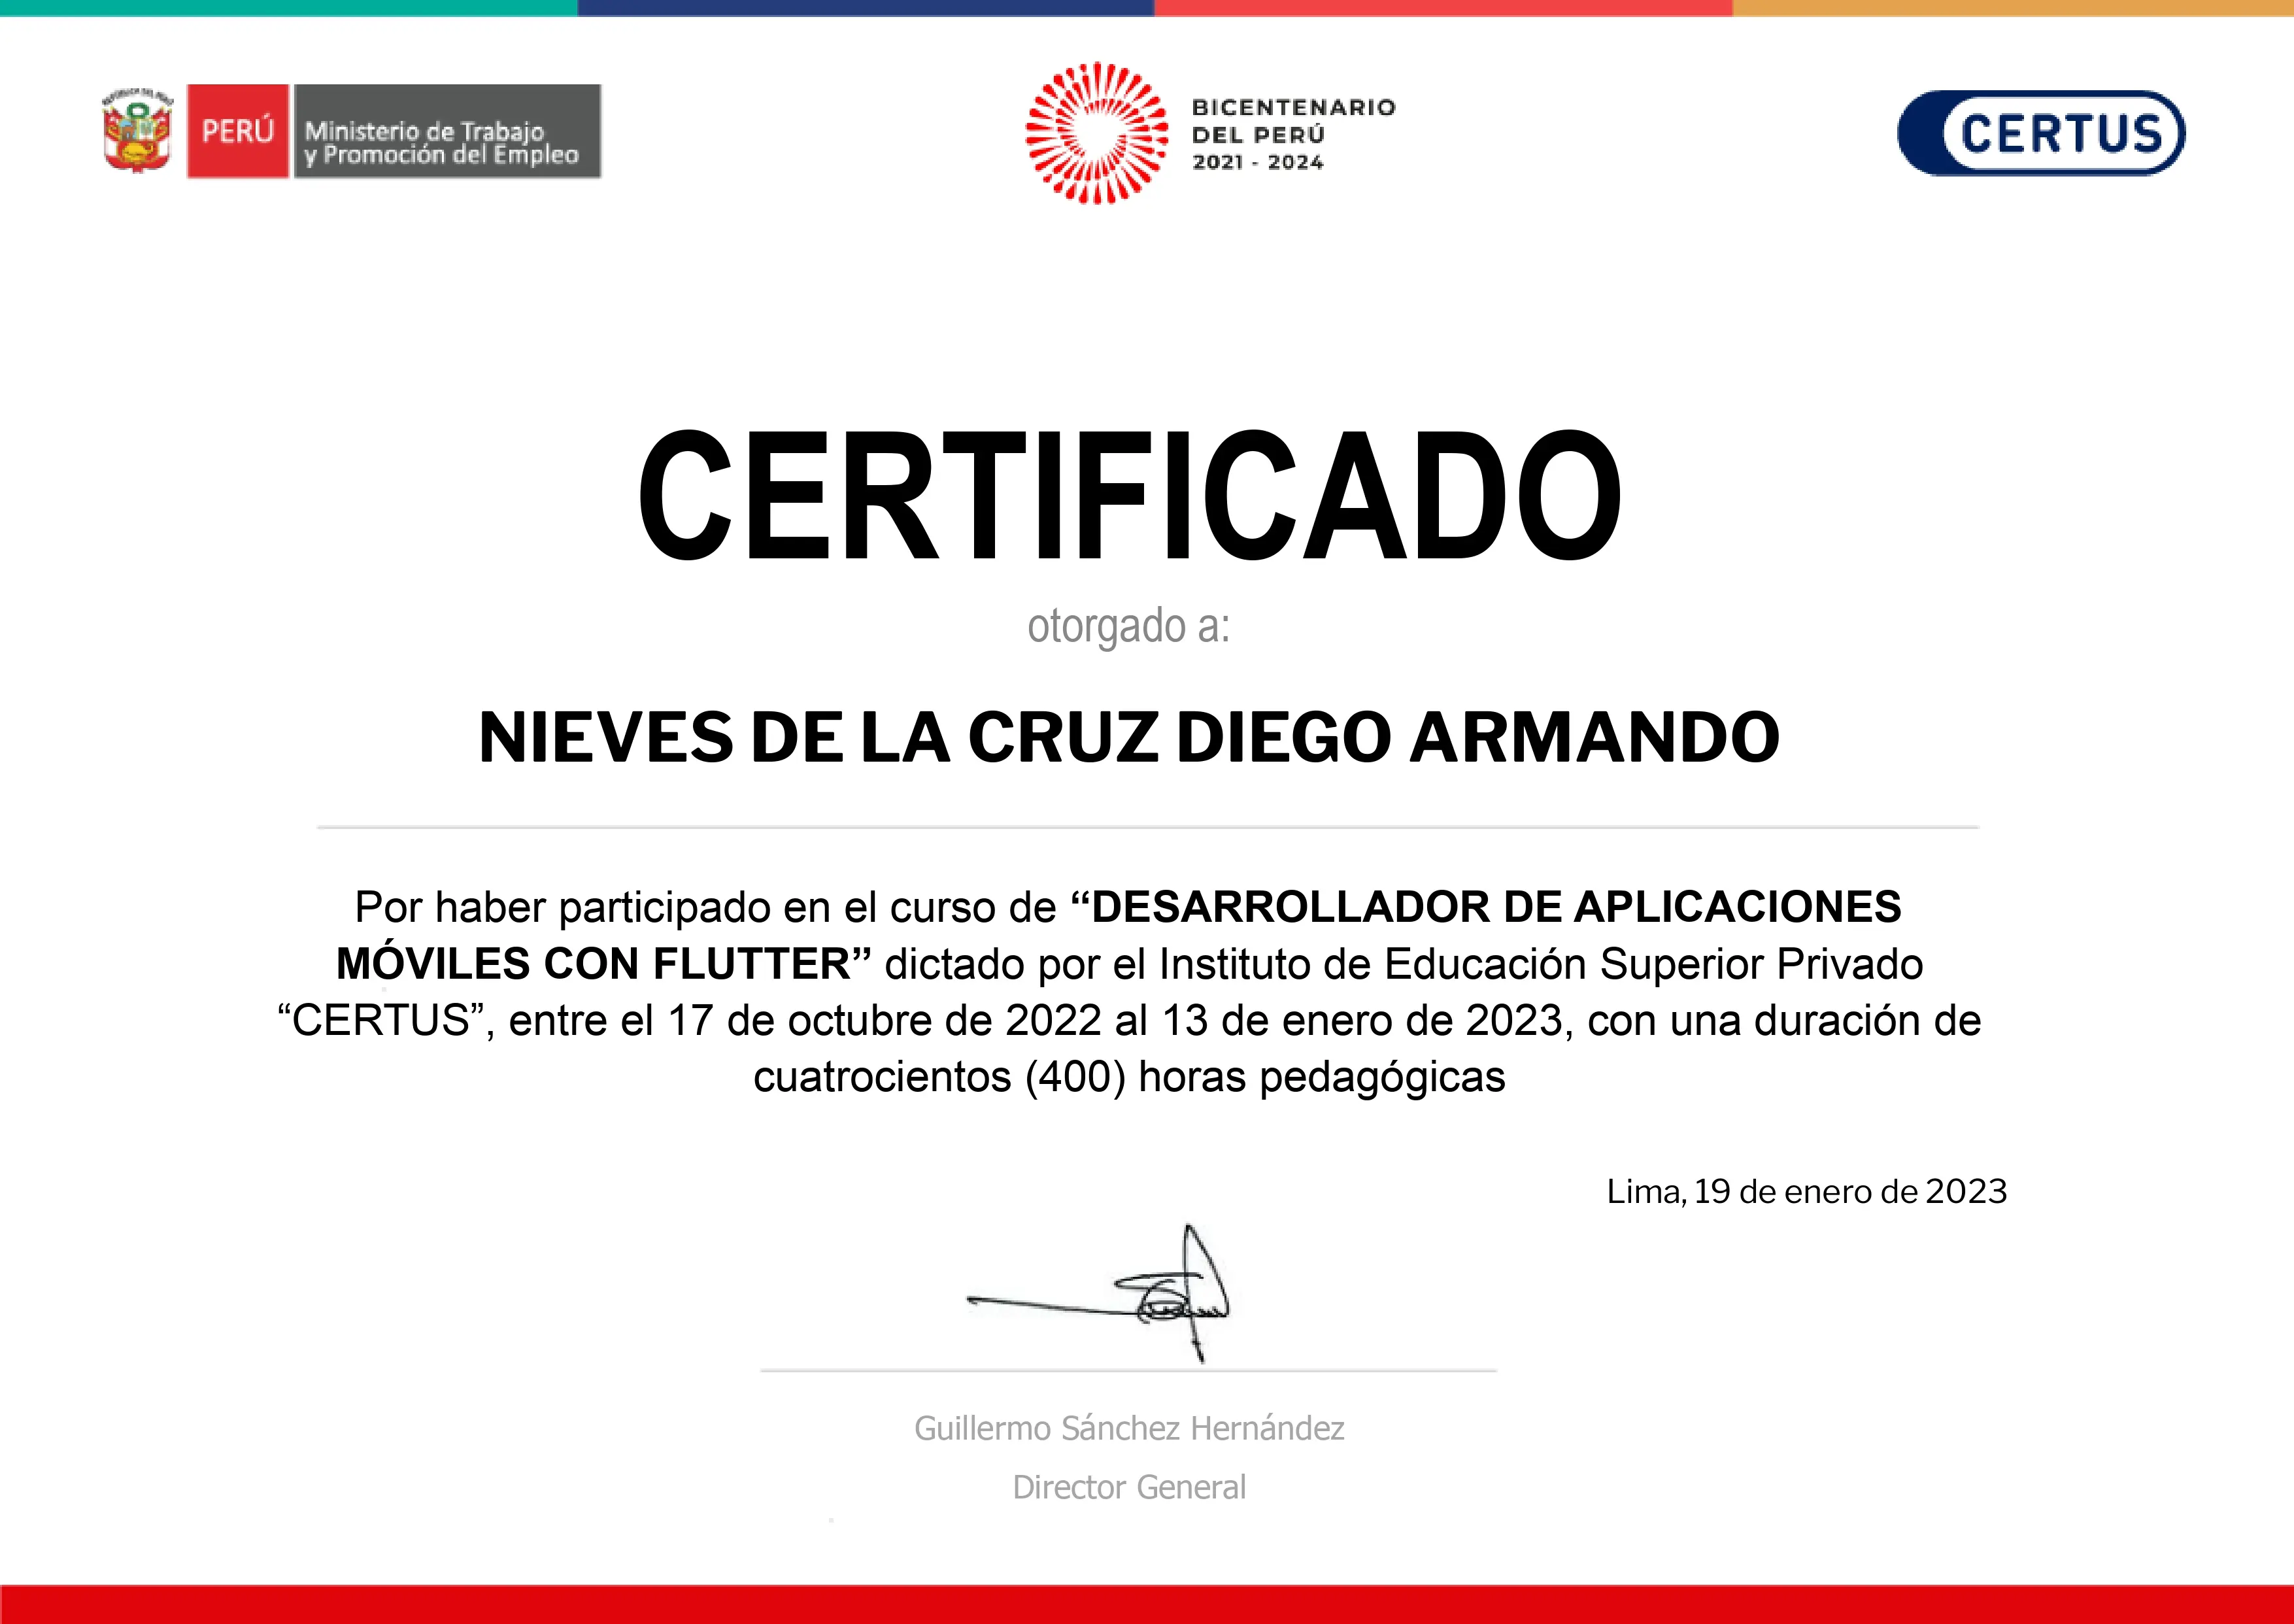 REPÚBLICA DEL PERÚ
PERÚ
Ministerio de Trabajo
y Promoción del Empleo
BICENTENARIO
DEL PERÚ
2021 - 2024
CERTUS
CERTIFICADO
otorgado a:
NIEVES DE LA CRUZ DIEGO ARMANDO
Por haber participado en el curso de “DESARROLLADOR DE APLICACIONES
MÓVILES CON FLUTTER” dictado por el Instituto de Educación Superior Privado
“CERTUS”, entre el 17 de octubre de 2022 al 13 de enero de 2023, con una duración de
cuatrocientos (400) horas pedagógicas
Lima, 19 de enero de 2023
Guillermo Sánchez Hernández
Director General